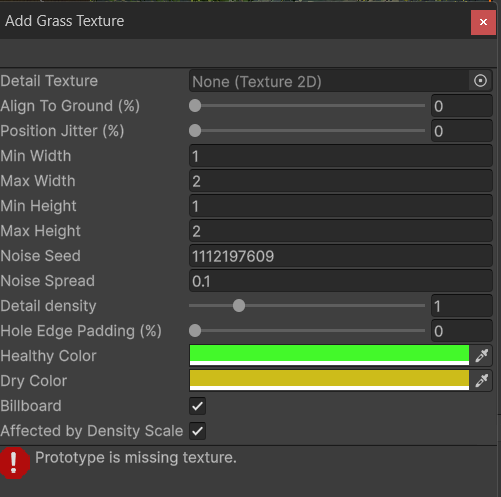 Add Grass Texture
Detail Texture None (Texture 2D)
Align To Ground (%) 0
Position Jitter (%) 0
Min Width 1
Max Width 2
Min Height 1
Max Height 2
Noise Seed 1112197609
Noise Spread 0.1
Detail density 1
Hole Edge Padding (%) 0
Healthy Color
Dry Color
Billboard
Affected by Density Scale
Prototype is missing texture.